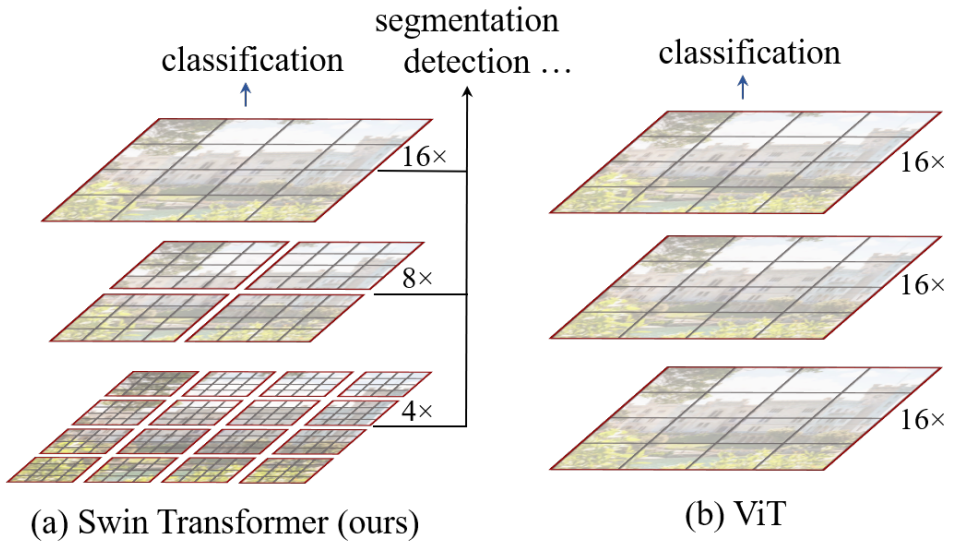 segmentation
detection …
classification
16×
8×
4×
(a) Swin Transformer (ours)
classification
16×
16×
16×
(b) ViT